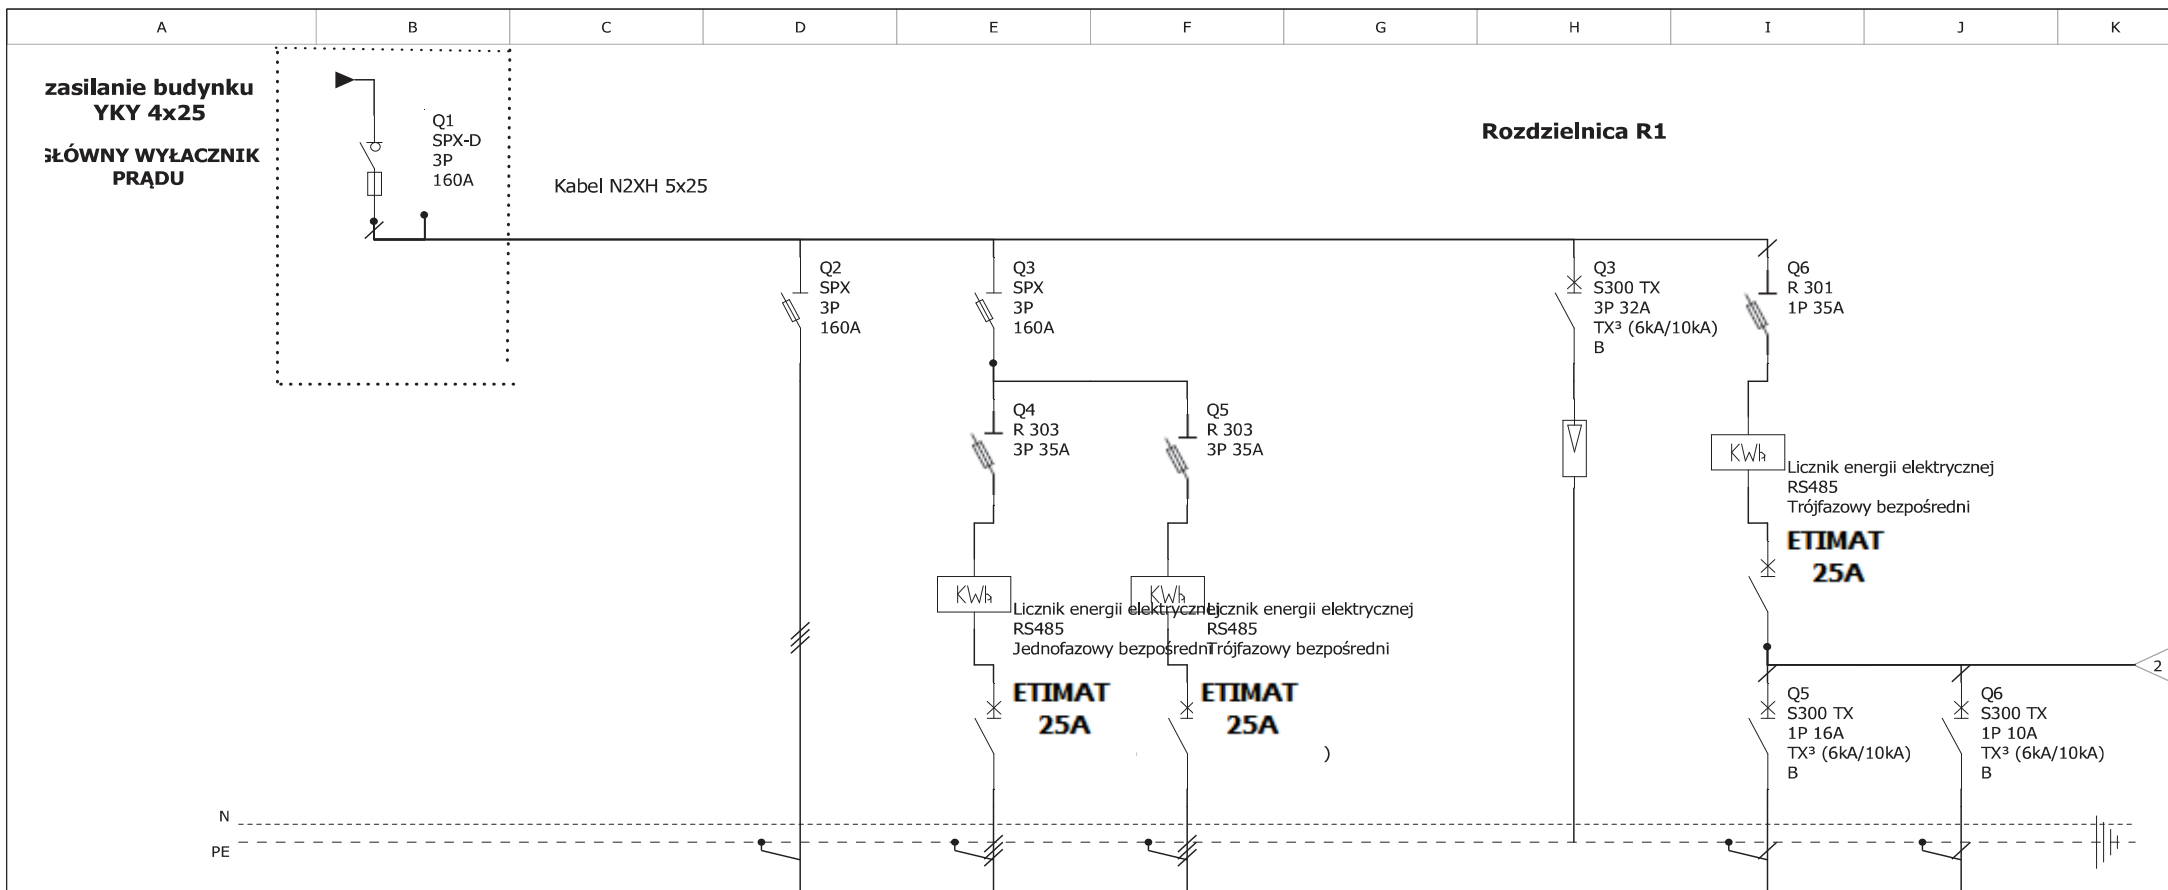 A B C D E F G H I J K
zasilanie budynku
YKY 4x25
GŁÓWNY WYŁACZNIK
PRĄDU
Q1
SPX-D
3P
160A
Kabel N2XH 5x25
Rozdzielnica R1
Q2
SPX
3P
160A
Q3
SPX
3P
160A
Q3
S300 TX
3P 32A
TX³ (6kA/10kA)
B
Q6
R 301
1P 35A
Q4
R 303
3P 35A
Q5
R 303
3P 35A
KWh
Licznik energii elektrycznej
RS485
Trójfazowy bezpośredni
ETIMAT
25A
KWh
Licznik energii elektrycznej
RS485
Jednofazowy bezpośredni
ETIMAT
25A
KWh
Licznik energii elektrycznej
RS485
Trójfazowy bezpośredni
ETIMAT
25A
)
2
Q5
S300 TX
1P 16A
TX³ (6kA/10kA)
B
Q6
S300 TX
1P 10A
TX³ (6kA/10kA)
B
N
PE